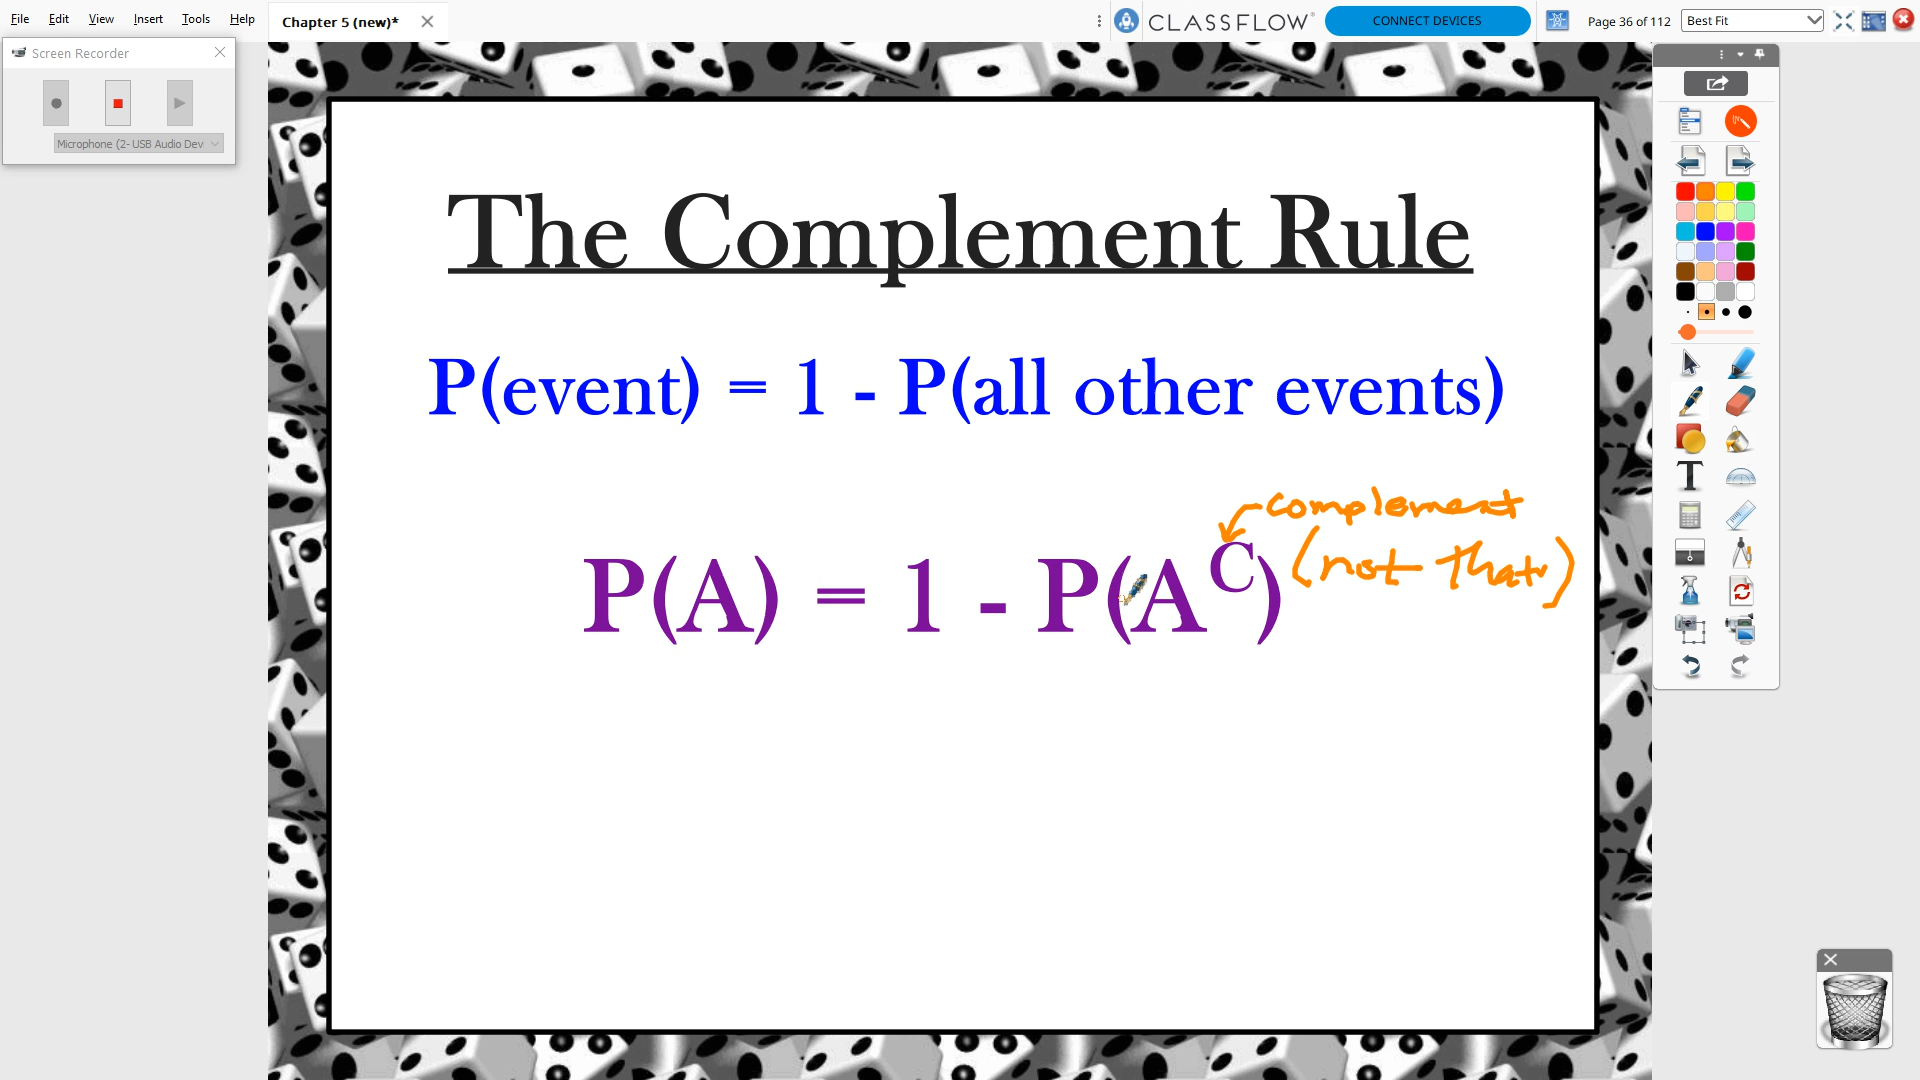 File Edit View Insert Tools Help
Chapter 5 (new)*
CLASSFLOW
CONNECT DEVICES
Page 36 of 112
Best Fit
Screen Recorder
Microphone (2- USB Audio Dev
The Complement Rule
P(event) = 1 - P(all other events)
complement
P(A) = 1 - P(Aᶜ)
(not that)
T